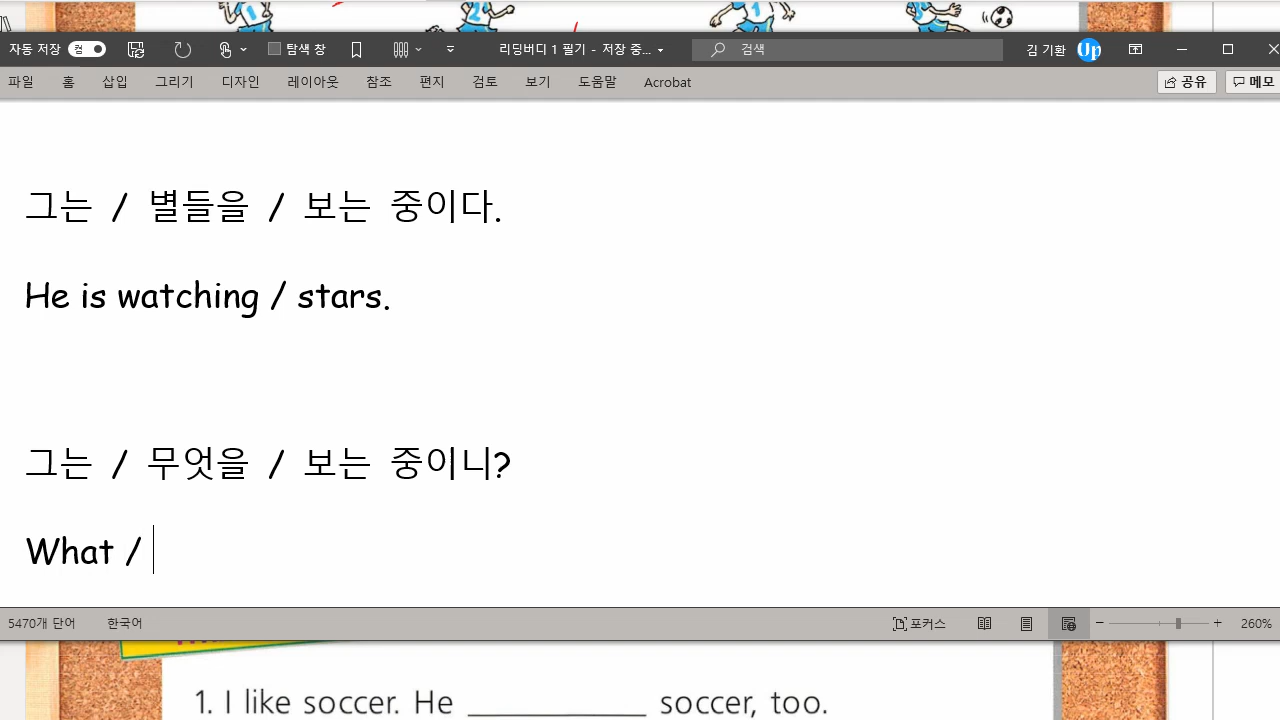 자동 저장 컴 탐색 창 리딩버디 1 필기 - 저장 중... 검색 김 기환 Up
파일 홈 삽입 그리기 디자인 레이아웃 참조 편지 검토 보기 도움말 Acrobat 공유 메모
그는 / 별들을 / 보는 중이다.
He is watching / stars.
그는 / 무엇을 / 보는 중이니?
What /
5470개 단어 한국어 포커스 260%
1. I like soccer. He __________ soccer, too.